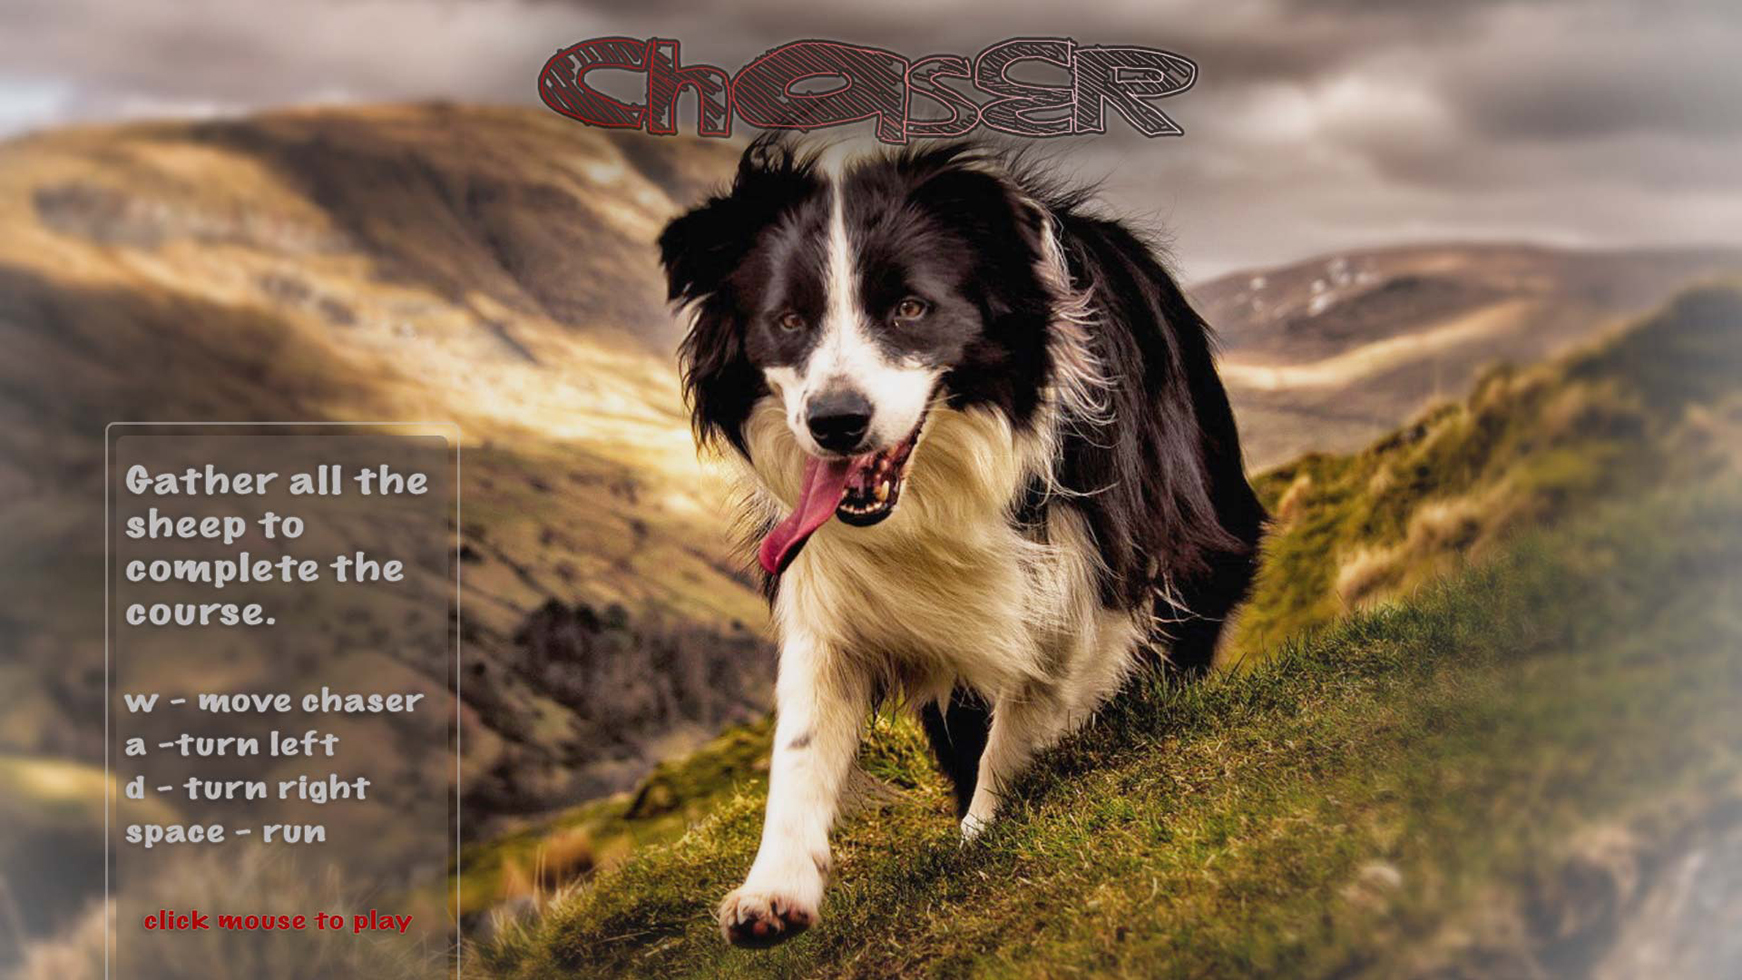 ChasER
Gather all the
sheep to
complete the
course.
w - move chaser
a -turn left
d - turn right
space - run
click mouse to play